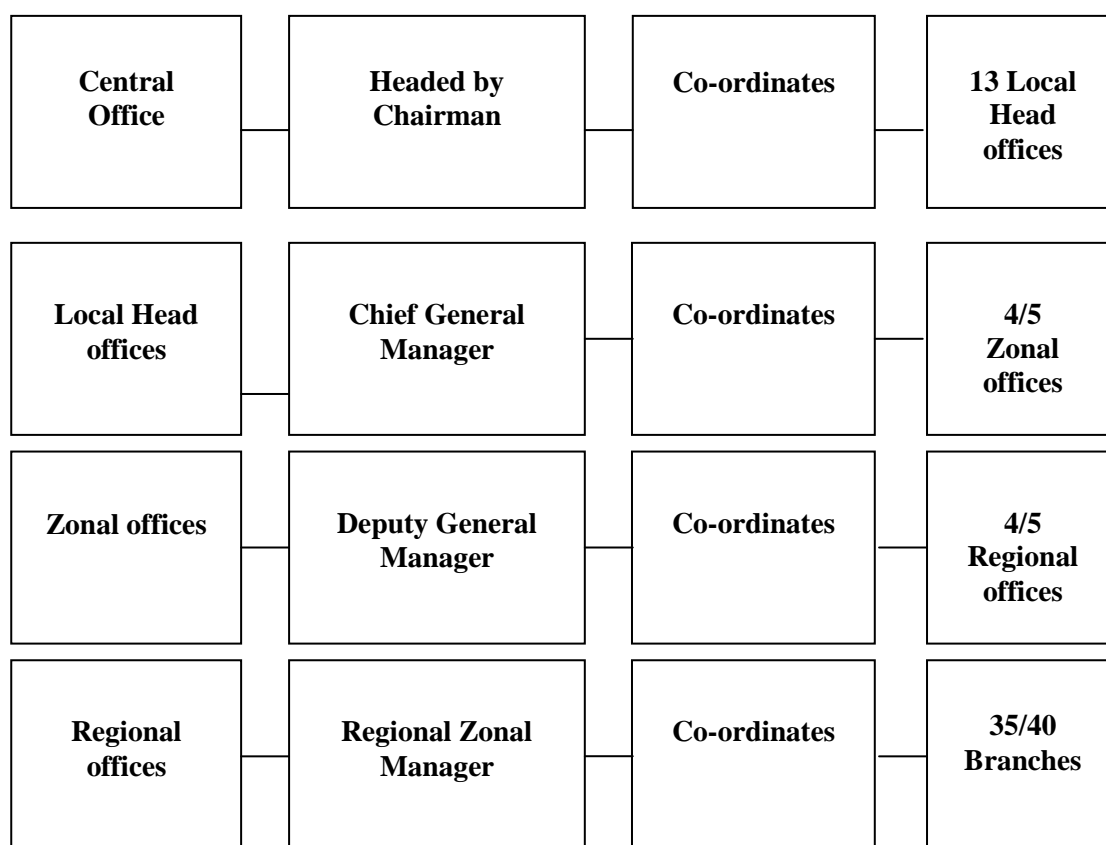 Central
Office
Headed by
Chairman
Co-ordinates
13 Local
Head
offices
Local Head
offices
Chief General
Manager
Co-ordinates
4/5
Zonal
offices
Zonal offices
Deputy General
Manager
Co-ordinates
4/5
Regional
offices
Regional
offices
Regional Zonal
Manager
Co-ordinates
35/40
Branches